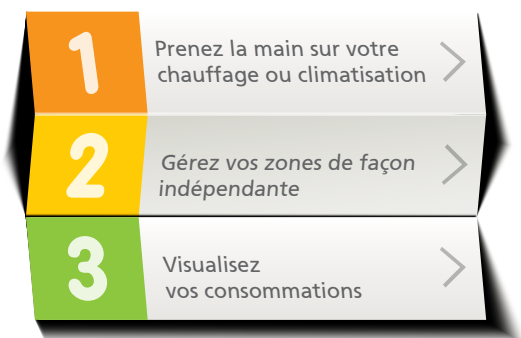 1
Prenez la main sur votre
chauffage ou climatisation
2
Gérez vos zones de façon
indépendante
3
Visualisez
vos consommations